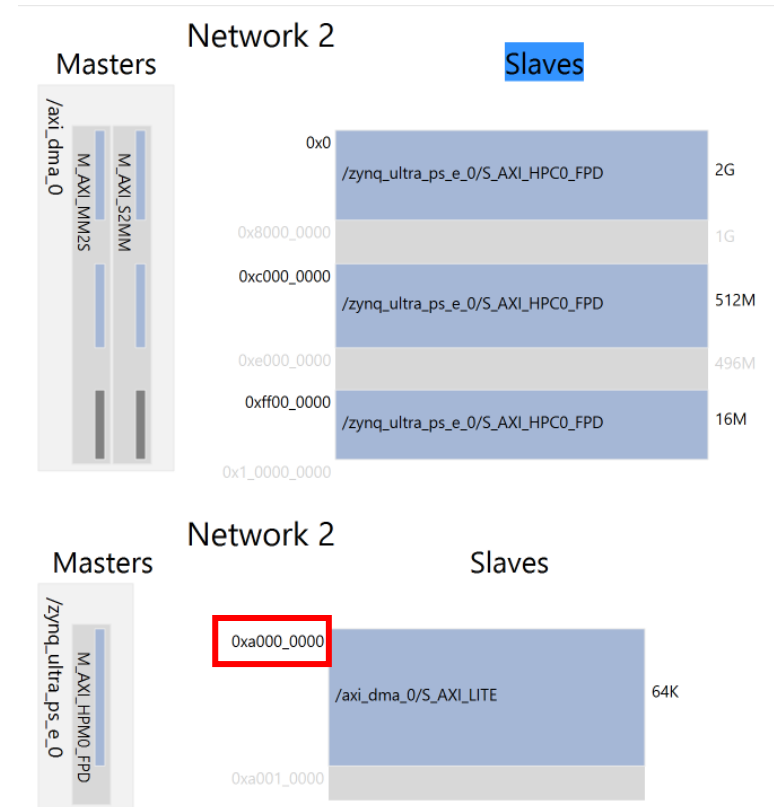 Network 2
Masters
Slaves
/axi_dma_0
M_AXI_MM2S
M_AXI_S2MM
0x0
/zynq_ultra_ps_e_0/S_AXI_HPC0_FPD
2G
0x8000_0000
1G
0xc000_0000
/zynq_ultra_ps_e_0/S_AXI_HPC0_FPD
512M
0xe000_0000
496M
0xff00_0000
/zynq_ultra_ps_e_0/S_AXI_HPC0_FPD
16M
0x1_0000_0000
Network 2
Masters
Slaves
/zynq_ultra_ps_e_0
M_AXI_HPM0_FPD
0xa000_0000
/axi_dma_0/S_AXI_LITE
64K
0xa001_0000